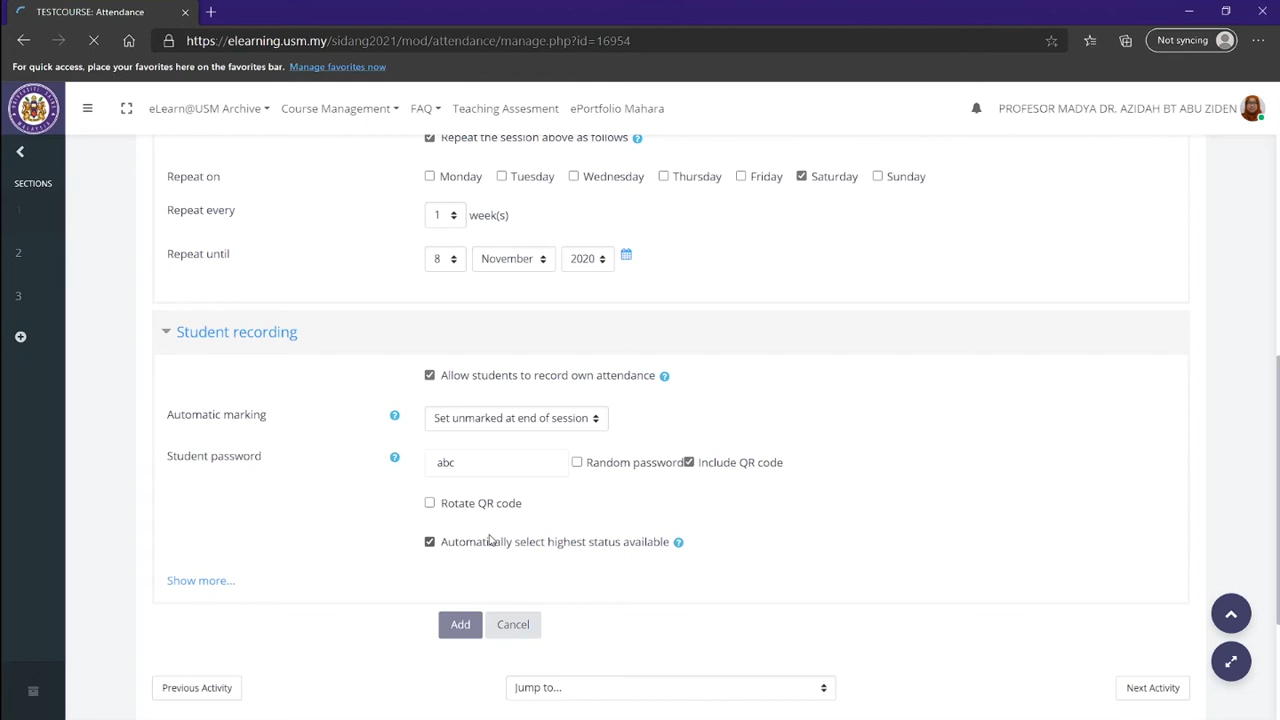 TESTCOURSE: Attendance
https://elearning.usm.my/sidang2021/mod/attendance/manage.php?id=16954
Not syncing
For quick access, place your favorites here on the favorites bar. Manage favorites now
eLearn@USM Archive Course Management FAQ Teaching Assesment ePortfolio Mahara PROFESOR MADYA DR. AZIDAH BT ABU ZIDEN
Repeat the session above as follows
SECTIONS
Repeat on Monday Tuesday Wednesday Thursday Friday Saturday Sunday
1
Repeat every 1 week(s)
2
Repeat until 8 November 2020
3
Student recording
Allow students to record own attendance
Automatic marking Set unmarked at end of session
Student password abc Random password Include QR code
Rotate QR code
Automatically select highest status available
Show more...
Add Cancel
Previous Activity Jump to... Next Activity